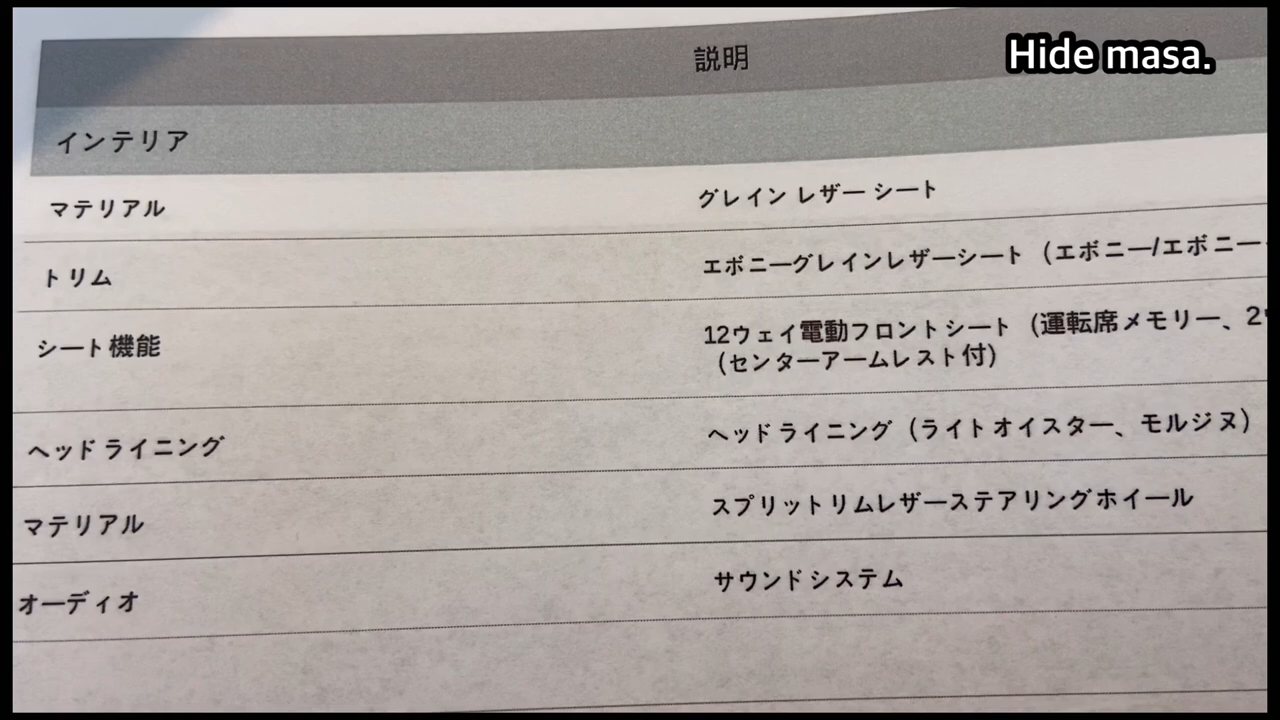 説明
Hide masa.
インテリア
マテリアル グレイン レザー シート
トリム エボニーグレインレザーシート（エボニー/エボニー
シート機能 12ウェイ電動フロントシート（運転席メモリー、2
（センターアームレスト付）
ヘッドライニング ヘッドライニング（ライトオイスター、モルジヌ）
マテリアル スプリットリムレザーステアリングホイール
オーディオ サウンドシステム